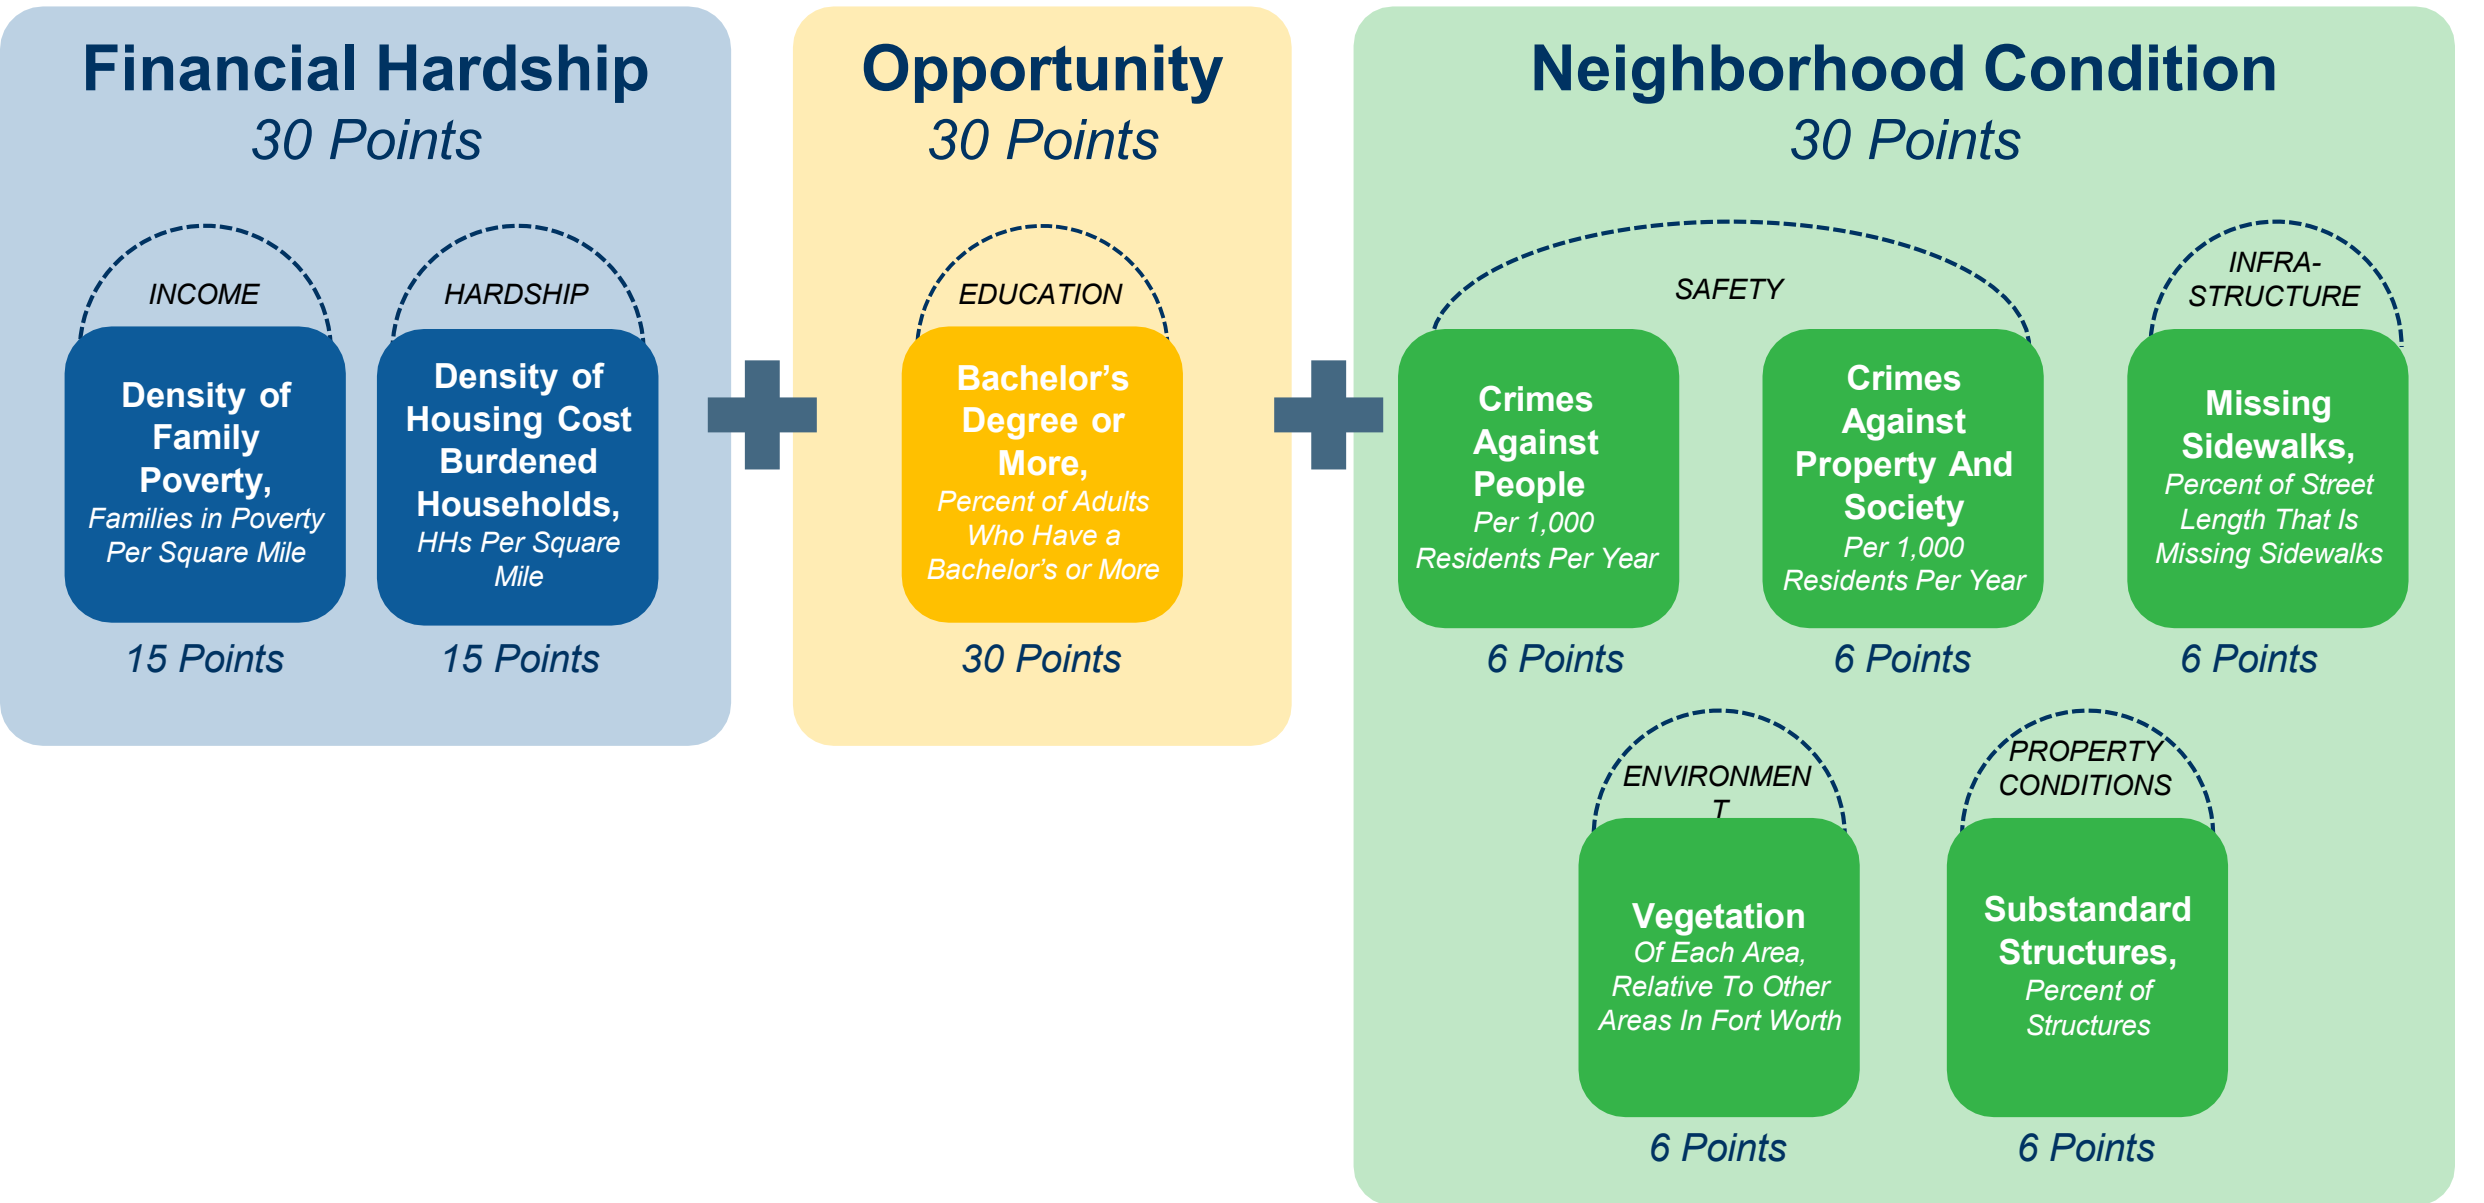 Financial Hardship
30 Points
INCOME
Density of
Family
Poverty,
Families in Poverty
Per Square Mile
15 Points
HARDSHIP
Density of
Housing Cost
Burdened
Households,
HHs Per Square
Mile
15 Points
Opportunity
30 Points
EDUCATION
Bachelor's
Degree or
More,
Percent of Adults
Who Have a
Bachelor's or More
30 Points
Neighborhood Condition
30 Points
SAFETY
Crimes
Against
People
Per 1,000
Residents Per Year
6 Points
Crimes
Against
Property And
Society
Per 1,000
Residents Per Year
6 Points
INFRA-
STRUCTURE
Missing
Sidewalks,
Percent of Street
Length That Is
Missing Sidewalks
6 Points
ENVIRONMEN
T
Vegetation
Of Each Area,
Relative To Other
Areas In Fort Worth
6 Points
PROPERTY
CONDITIONS
Substandard
Structures,
Percent of
Structures
6 Points